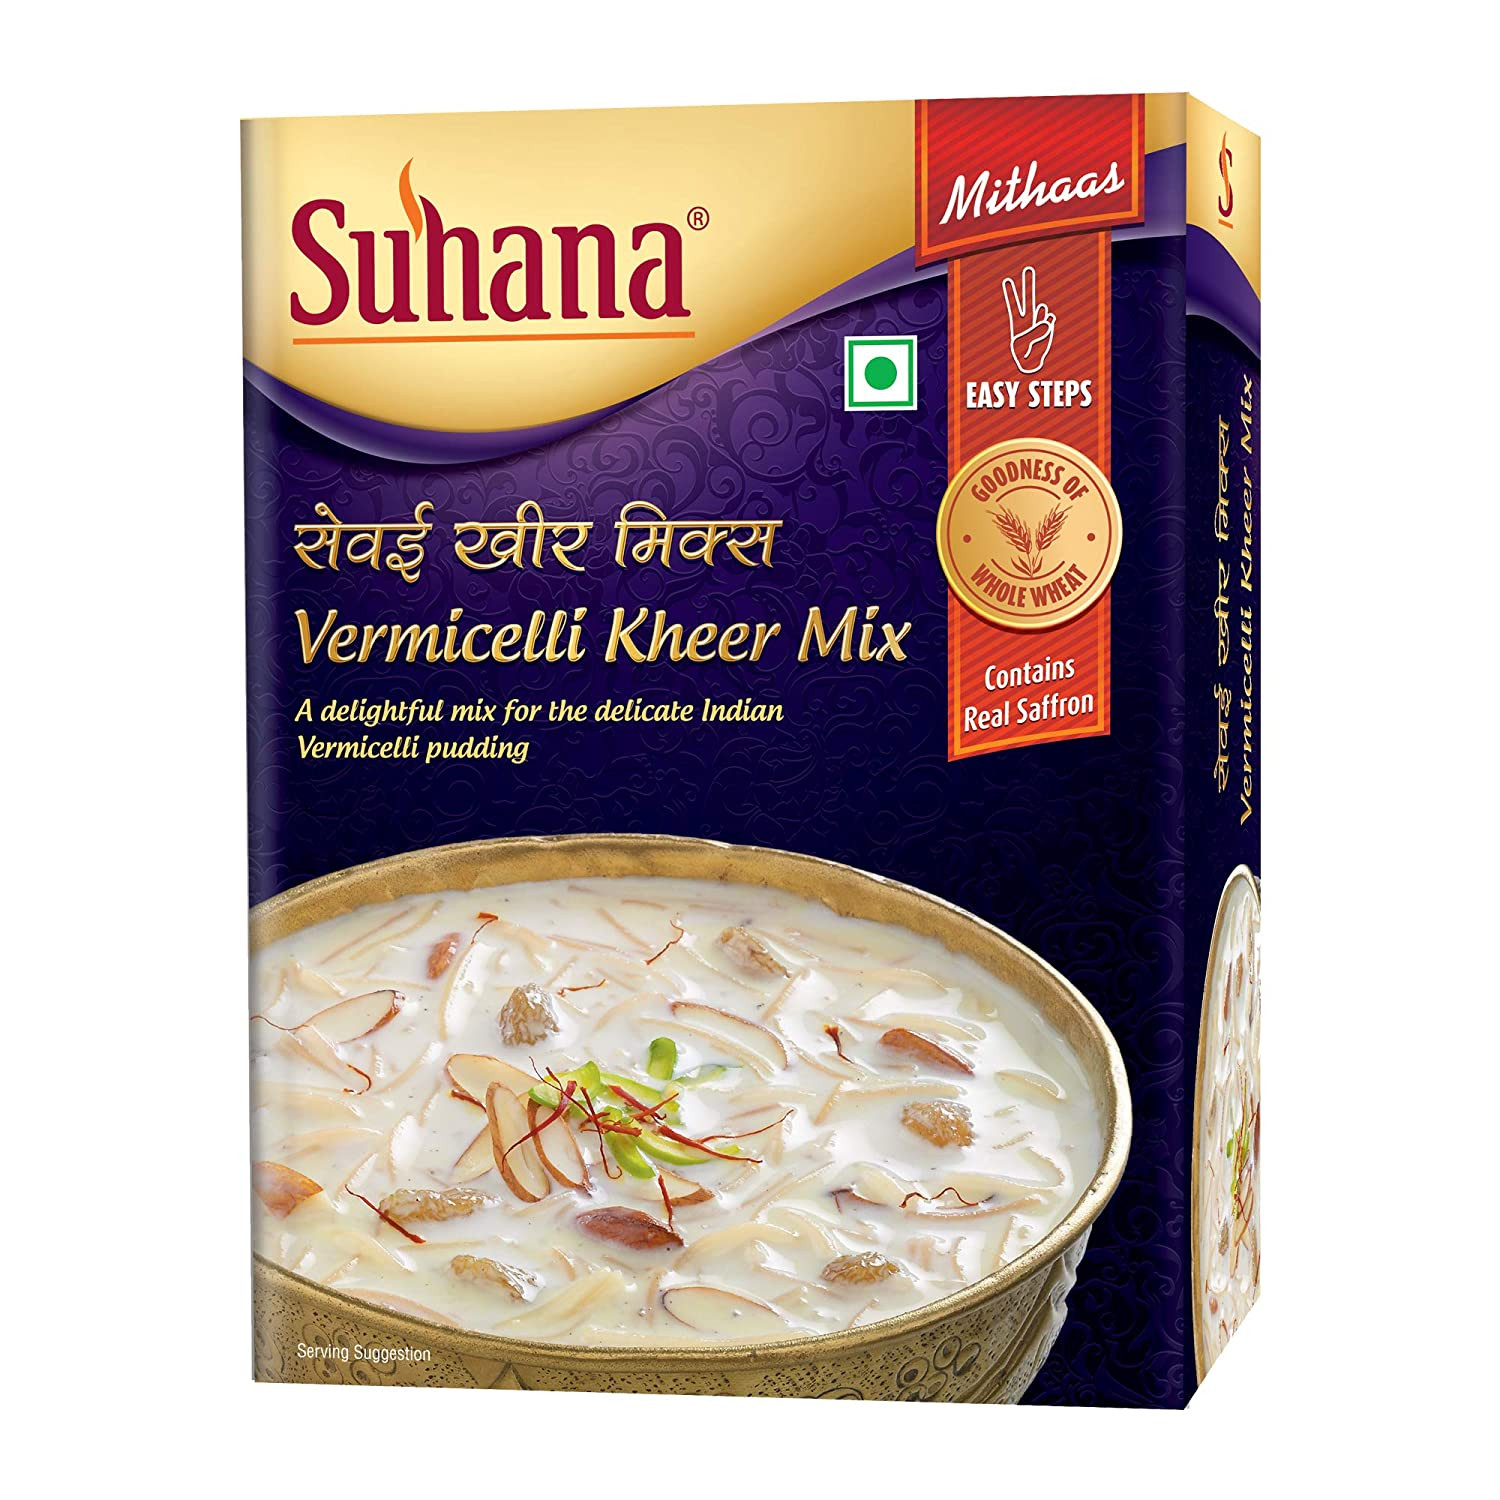 Suhana®
Mithaas
EASY STEPS
GOODNESS OF
WHOLE WHEAT
Contains
Real Saffron
सेवई खीर मिक्स
Vermicelli Kheer Mix
A delightful mix for the delicate Indian
Vermicelli pudding
Serving Suggestion
S
सेवई खीर मिक्स
Vermicelli Kheer Mix